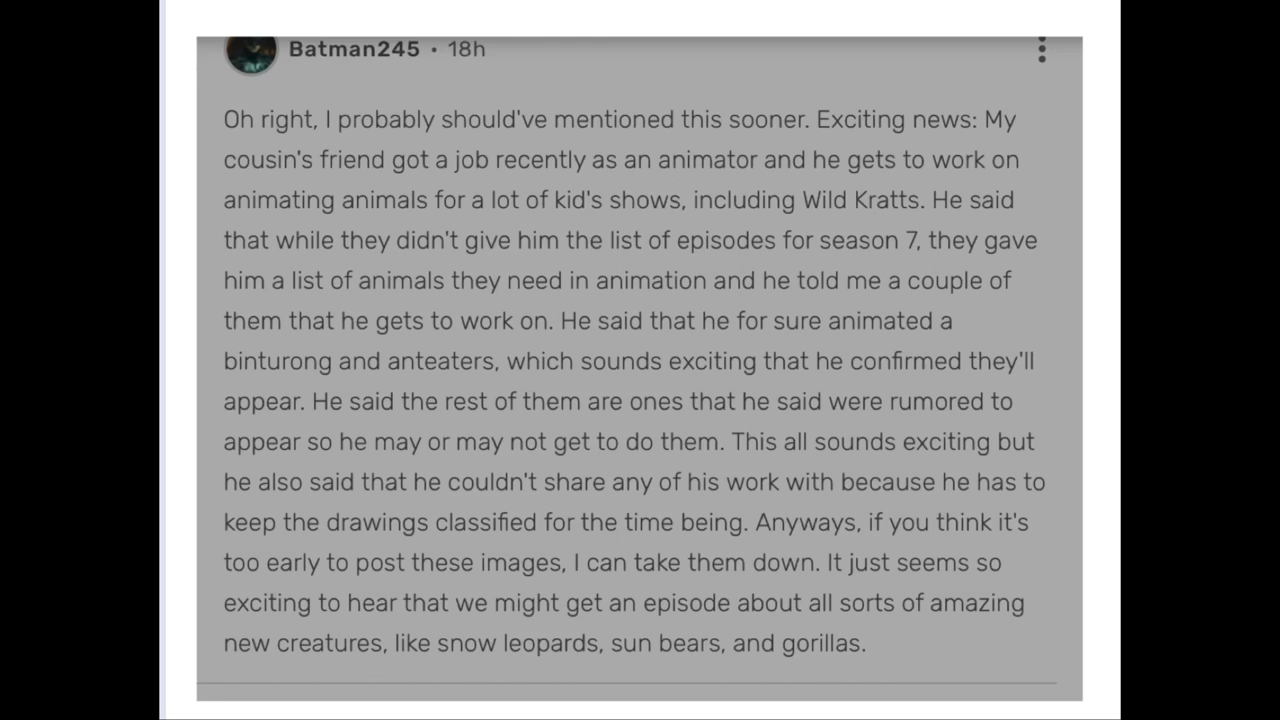 Batman245 • 18h
Oh right, I probably should've mentioned this sooner. Exciting news: My
cousin's friend got a job recently as an animator and he gets to work on
animating animals for a lot of kid's shows, including Wild Kratts. He said
that while they didn't give him the list of episodes for season 7, they gave
him a list of animals they need in animation and he told me a couple of
them that he gets to work on. He said that he for sure animated a
binturong and anteaters, which sounds exciting that he confirmed they'll
appear. He said the rest of them are ones that he said were rumored to
appear so he may or may not get to do them. This all sounds exciting but
he also said that he couldn't share any of his work with because he has to
keep the drawings classified for the time being. Anyways, if you think it's
too early to post these images, I can take them down. It just seems so
exciting to hear that we might get an episode about all sorts of amazing
new creatures, like snow leopards, sun bears, and gorillas.